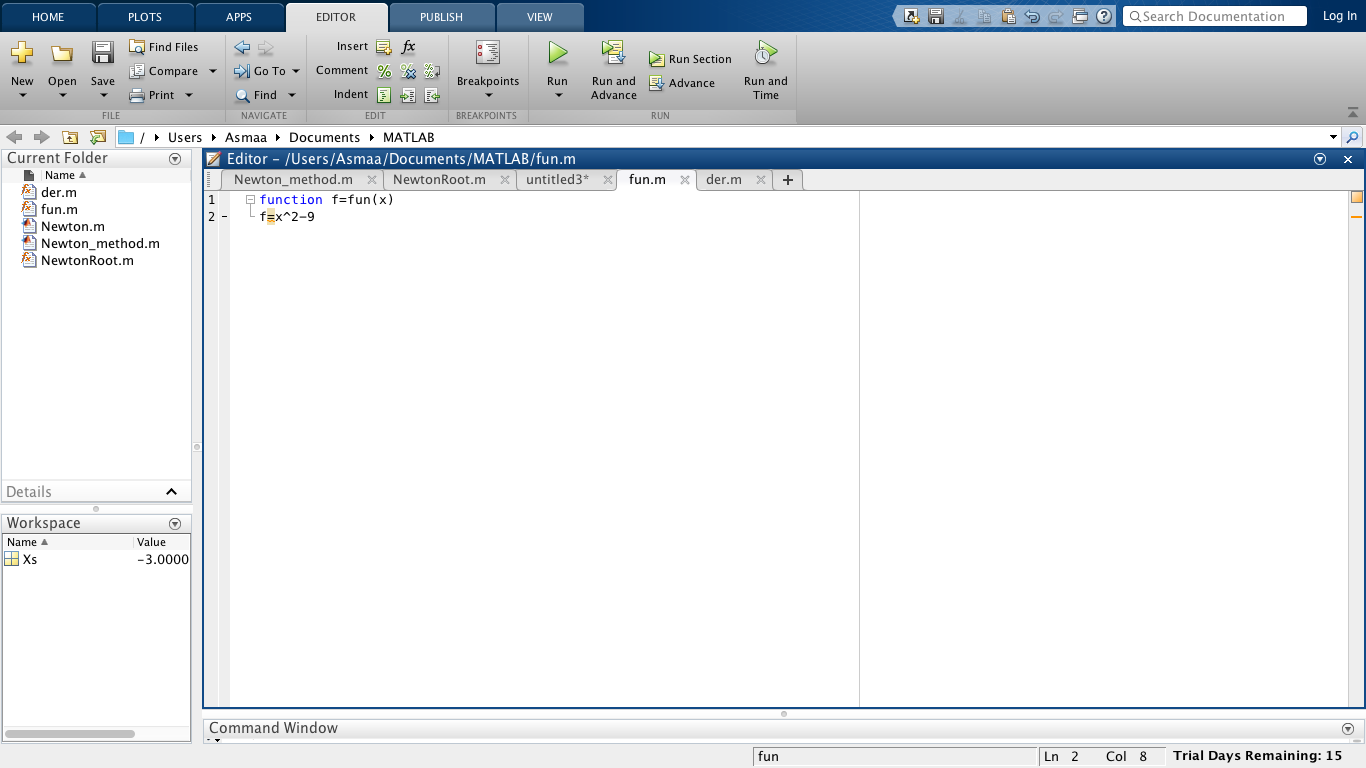 HOME PLOTS APPS EDITOR PUBLISH VIEW Search Documentation Log In
New Open Save Find Files Compare Print
Go To Find
Insert fx
Comment % % %
Indent
Breakpoints
Run Run and Advance Run Section Advance Run and Time
FILE NAVIGATE EDIT BREAKPOINTS RUN
/ Users Asmaa Documents MATLAB
Current Folder
Name
der.m
fun.m
Newton.m
Newton_method.m
NewtonRoot.m
Details
Workspace
Name Value
Xs -3.0000
Editor - /Users/Asmaa/Documents/MATLAB/fun.m
Newton_method.m NewtonRoot.m untitled3* fun.m der.m +
1 function f=fun(x)
2 - f=x^2-9
Command Window
fun Ln 2 Col 8 Trial Days Remaining: 15